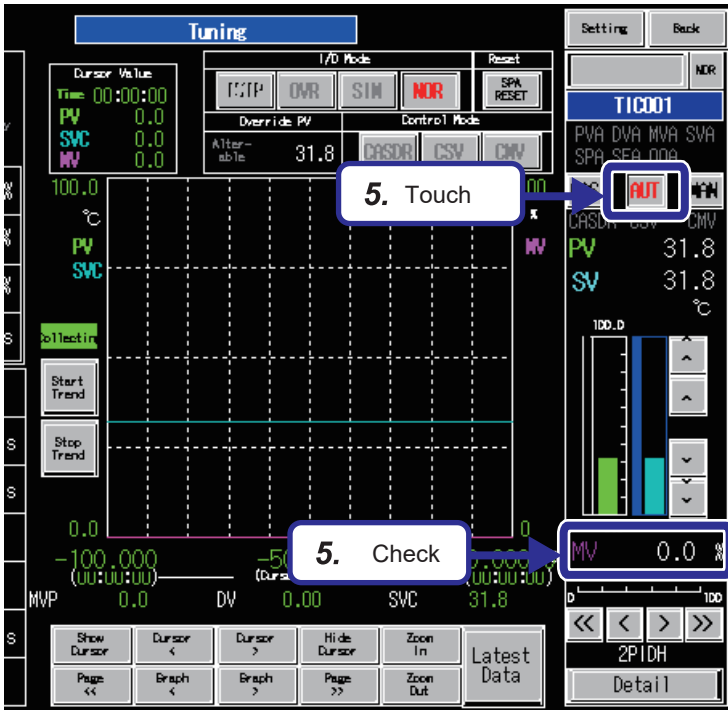 Tuning
Setting
Back
Cursor Value
Time 00:00:00
PV 0.0
SVC 0.0
MV 0.0
I/O Mode
Reset
OVR
SIM
NOR
SPA
RESET
Override PV
Control Mode
Alter-
able
31.8
CASDR
CSV
CMV
NOR
TIC001
PVA DVA MVA SVA
SPA SEA OOA
5. Touch
AUT
MAN
CASDR CSV CMV
PV 31.8
SV 31.8
℃
100.0
℃
PV
SVC
%
MV
100.0
Collecting
Start
Trend
Stop
Trend
0.0
0
5. Check
MV 0.0 %
-100.000
(00:00:00)
(00:00:00)
MVP 0.0 DV 0.00 SVC 31.8
0 100
<< < > >>
2PIDH
Detail
Show
Cursor
Cursor
<
Cursor
>
Hide
Cursor
Zoom
In
Latest
Data
Page
<<
Graph
<
Graph
>
Page
>>
Zoom
Out